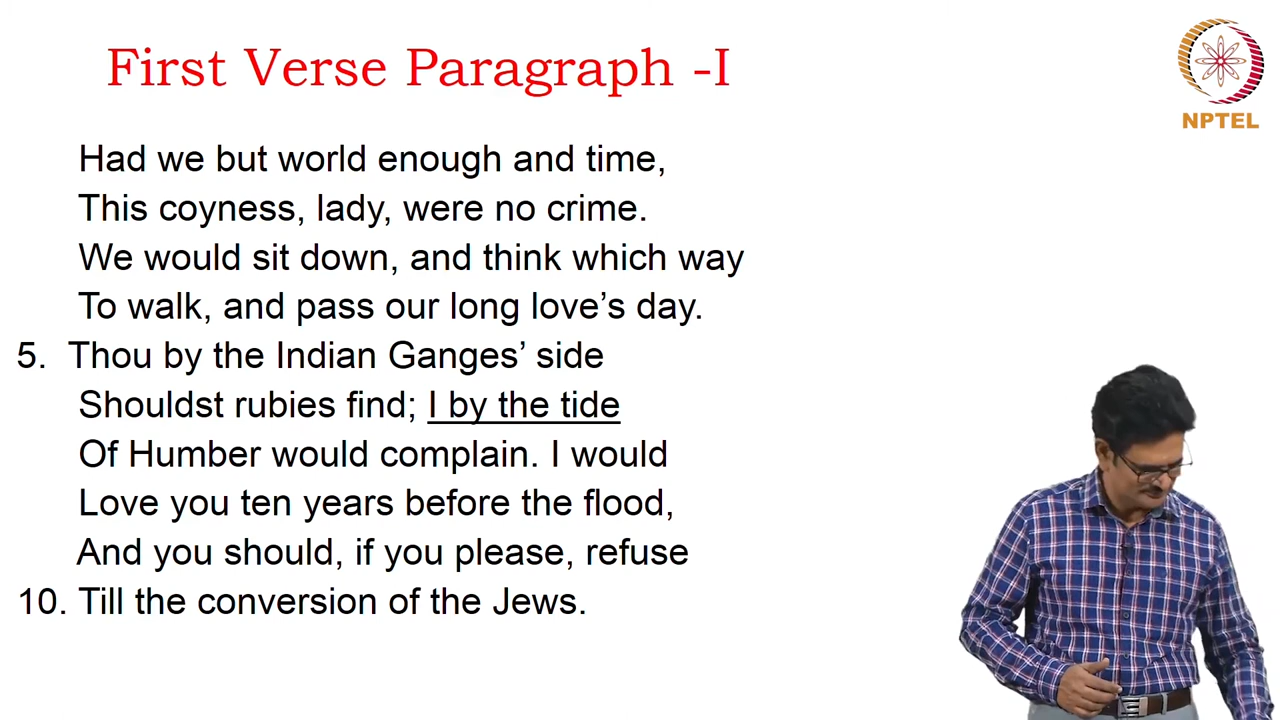 First Verse Paragraph -I
NPTEL
Had we but world enough and time,
This coyness, lady, were no crime.
We would sit down, and think which way
To walk, and pass our long love’s day.
5. Thou by the Indian Ganges’ side
Shouldst rubies find; I by the tide
Of Humber would complain. I would
Love you ten years before the flood,
And you should, if you please, refuse
10. Till the conversion of the Jews.